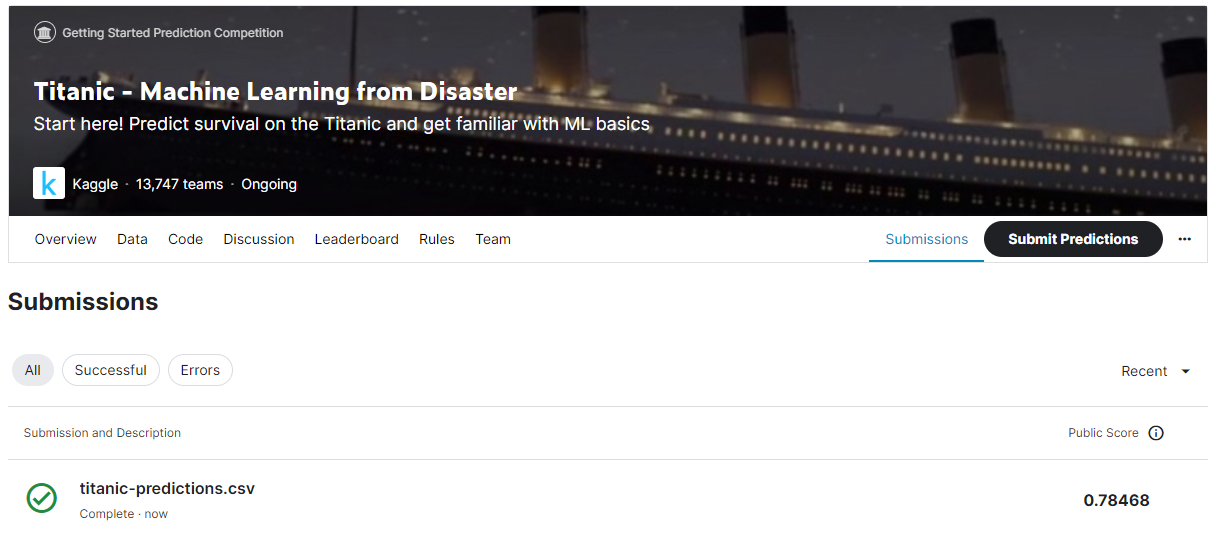 Getting Started Prediction Competition
Titanic - Machine Learning from Disaster
Start here! Predict survival on the Titanic and get familiar with ML basics
k Kaggle · 13,747 teams · Ongoing
Overview Data Code Discussion Leaderboard Rules Team Submissions Submit Predictions
Submissions
All Successful Errors Recent
Submission and Description Public Score
titanic-predictions.csv
Complete · now
0.78468